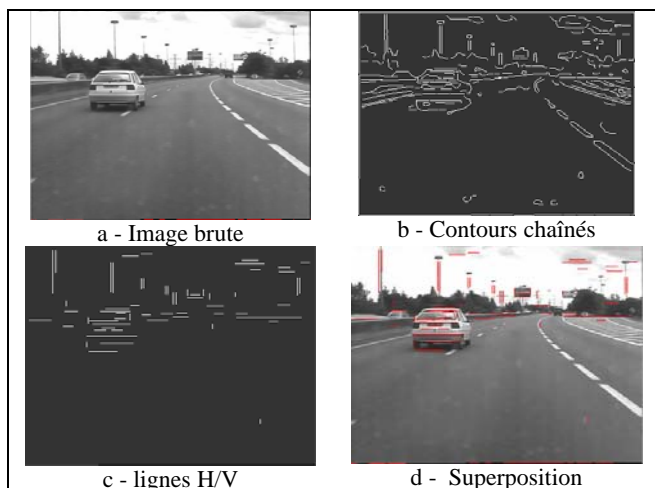 a - Image brute
b - Contours chaînés
c - lignes H/V
d - Superposition